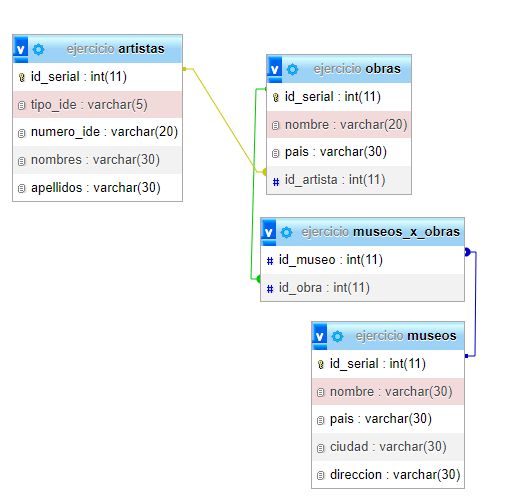 v ejercicio artistas
id_serial : int(11)
tipo_ide : varchar(5)
numero_ide : varchar(20)
nombres : varchar(30)
apellidos : varchar(30)
v ejercicio obras
id_serial : int(11)
nombre : varchar(20)
pais : varchar(30)
# id_artista : int(11)
v ejercicio museos_x_obras
# id_museo : int(11)
# id_obra : int(11)
v ejercicio museos
id_serial : int(11)
nombre : varchar(30)
pais : varchar(30)
ciudad : varchar(30)
direccion : varchar(30)